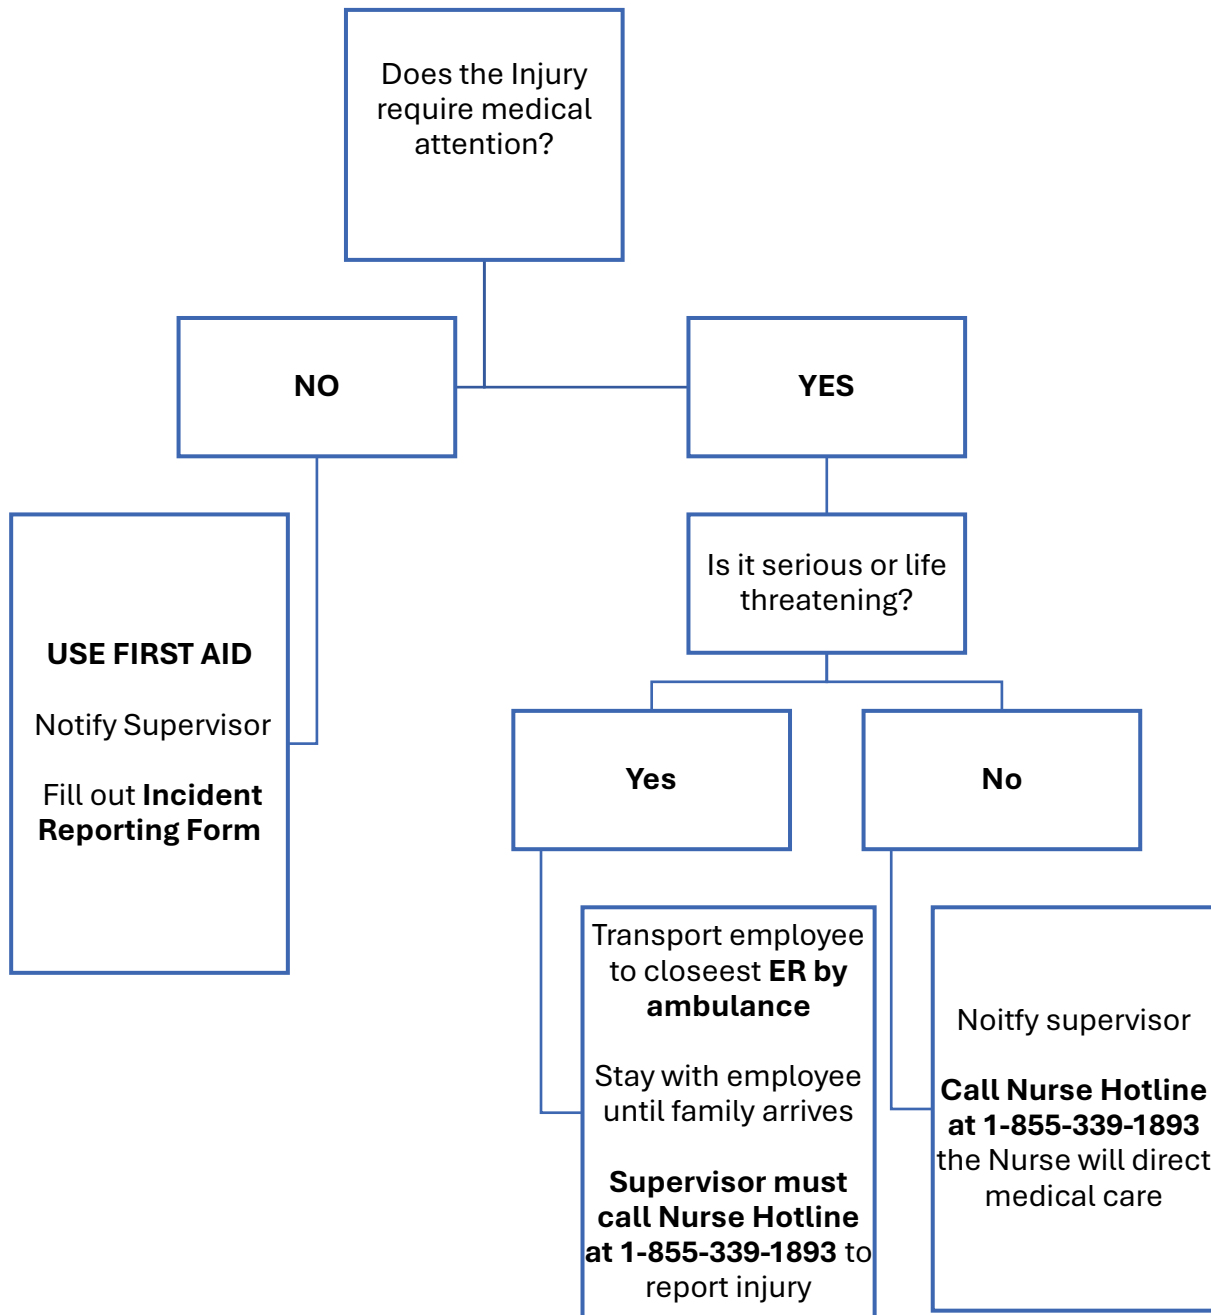 Does the Injury
require medical
attention?
NO
YES
USE FIRST AID
Notify Supervisor
Fill out Incident
Reporting Form
Is it serious or life
threatening?
Yes
No
Transport employee
to closeest ER by
ambulance
Stay with employee
until family arrives
Supervisor must
call Nurse Hotline
at 1-855-339-1893 to
report injury
Noitfy supervisor
Call Nurse Hotline
at 1-855-339-1893
the Nurse will direct
medical care